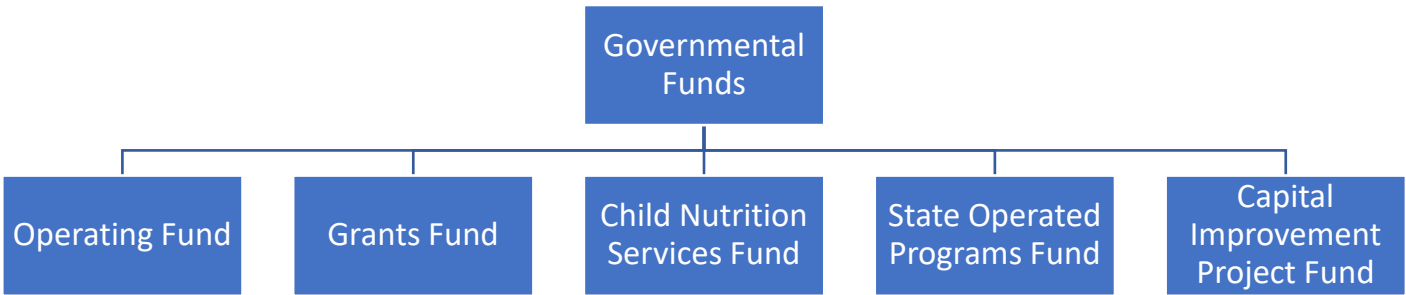 Governmental
Funds
Operating Fund
Grants Fund
Child Nutrition
Services Fund
State Operated
Programs Fund
Capital
Improvement
Project Fund